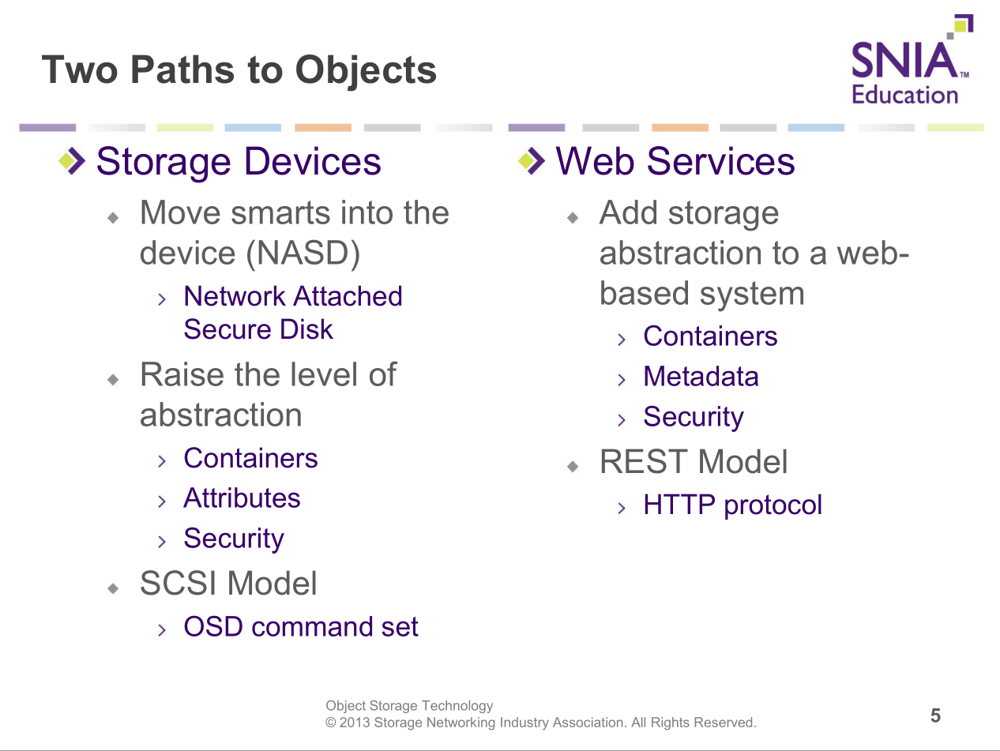 Two Paths to Objects
SNIA™
Education
Storage Devices
Move smarts into the
device (NASD)
Network Attached
Secure Disk
Raise the level of
abstraction
Containers
Attributes
Security
SCSI Model
OSD command set
Web Services
Add storage
abstraction to a web-
based system
Containers
Metadata
Security
REST Model
HTTP protocol
Object Storage Technology
© 2013 Storage Networking Industry Association. All Rights Reserved.
5